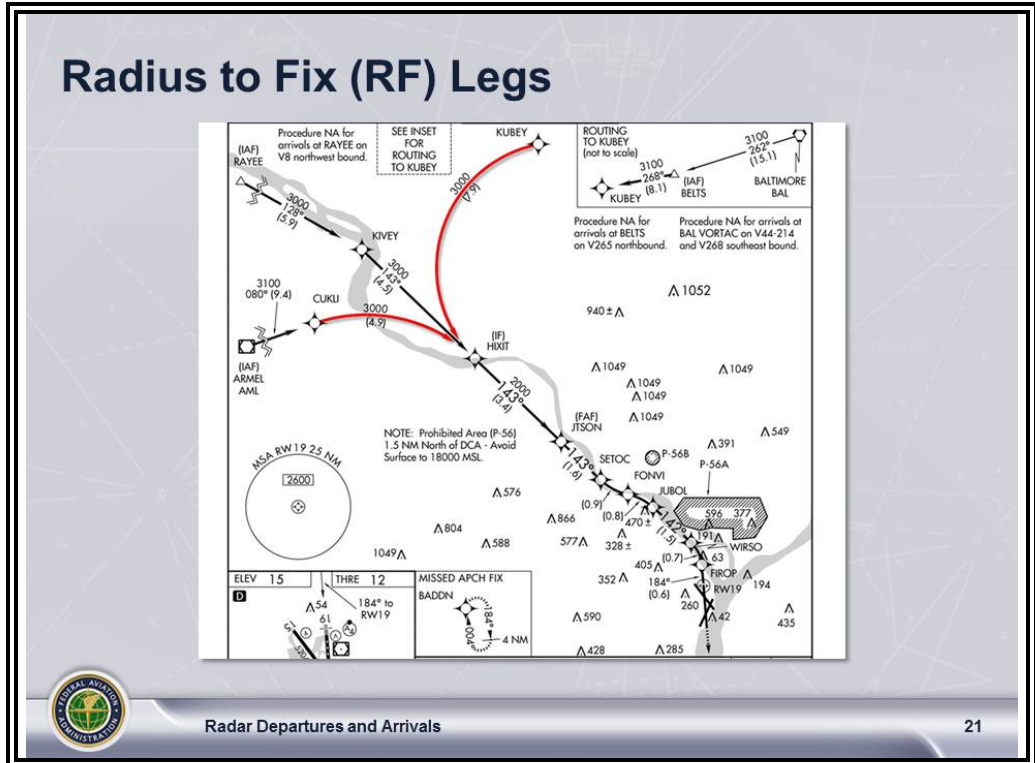 Radius to Fix (RF) Legs
Procedure NA for
arrivals at RAYEE on
V8 northwest bound.
SEE INSET
FOR
ROUTING
TO KUBEY
KUBEY
ROUTING
TO KUBEY
(not to scale)
3100
262°
(15.1)
3100
268°
(8.1)
(IAF)
BELTS
KUBEY
BALTIMORE
BAL
(IAF)
RAYEE
3000
128°
(5.9)
3000
(7.9)
Procedure NA for
arrivals at BELTS
on V265 northbound.
Procedure NA for arrivals at
BAL VORTAC on V44-214
and V268 southeast bound.
KIVEY
3000
143°
(4.5)
3100
080° (9.4)
CUKLI
3000
(4.9)
(IAF)
ARMEL
AML
(IF)
HIXIT
1052
940 ±
1049
1049
1049
1049
1049
2000
143°
(3.4)
(FAF)
JTSON
549
391
NOTE: Prohibited Area (P-56)
1.5 NM North of DCA - Avoid
Surface to 18000 MSL.
143°
(1.6)
SETOC
P-56B
P-56A
FONVI
JUBOL
MSA RW19 25 NM
2600
576
(0.9)
(0.8)
470 ±
142°
(1.5)
596
377
866
804
588
577
328 ±
191
WIRSO
1049
(0.7)
63
405
FIROP
352
184°
(0.6)
RW19
194
260
42
435
590
428
285
ELEV 15
THRE 12
D
54
184° to
RW19
19
15
520
A5
MISSED APCH FIX
BADDN
184°
004°
4 NM
FEDERAL AVIATION
ADMINISTRATION
Radar Departures and Arrivals
21